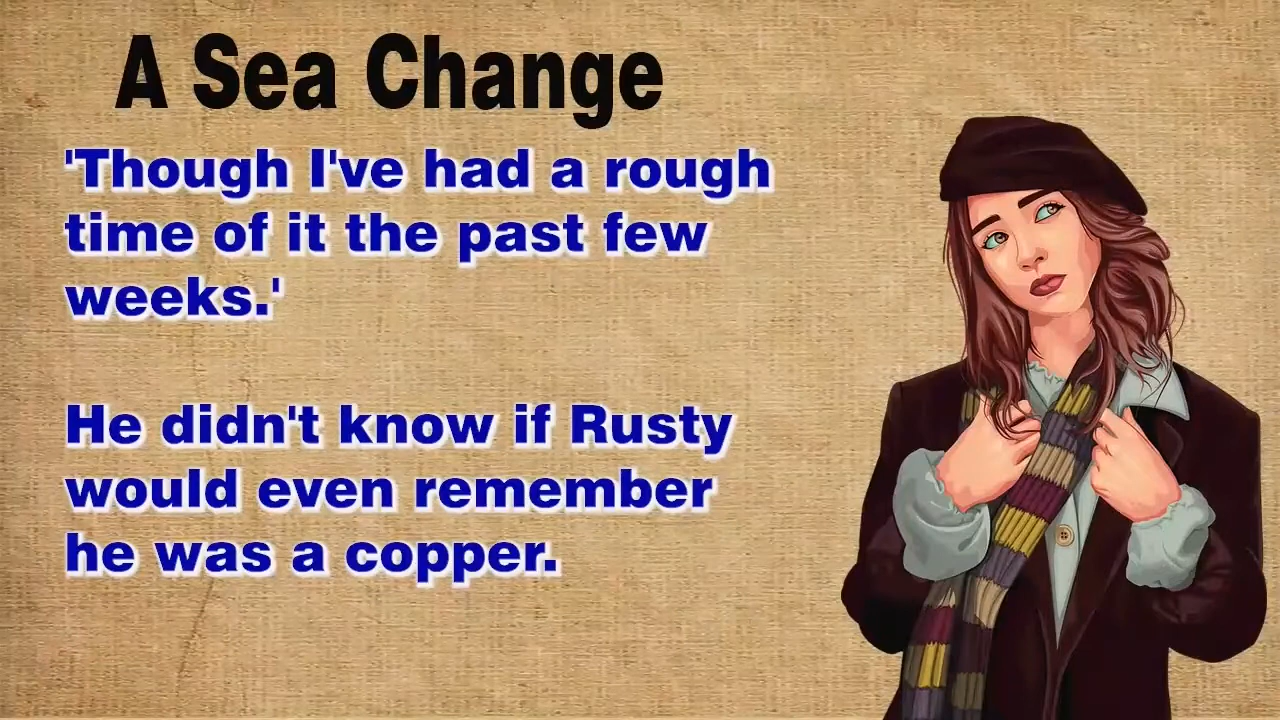 A Sea Change
'Though I've had a rough
time of it the past few
weeks.'
He didn't know if Rusty
would even remember
he was a copper.